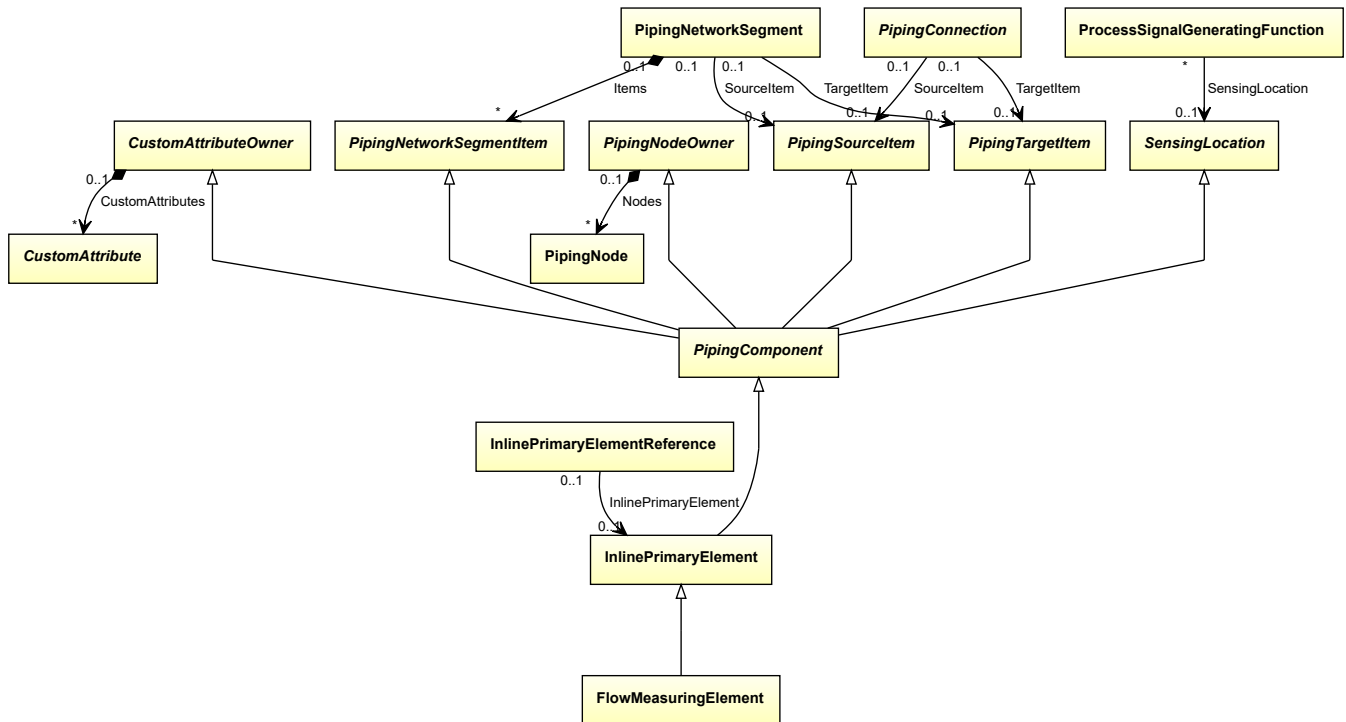 PipingNetworkSegment
PipingConnection
ProcessSignalGeneratingFunction
0..1
0..1
0..1
0..1
0..1
*
Items
SourceItem
TargetItem
SourceItem
TargetItem
SensingLocation
*
0..1
0..1
0..1
0..1
0..1
CustomAttributeOwner
PipingNetworkSegmentItem
PipingNodeOwner
PipingSourceItem
PipingTargetItem
SensingLocation
0..1
CustomAttributes
*
0..1
Nodes
*
CustomAttribute
PipingNode
PipingComponent
InlinePrimaryElementReference
0..1
InlinePrimaryElement
0..1
InlinePrimaryElement
FlowMeasuringElement